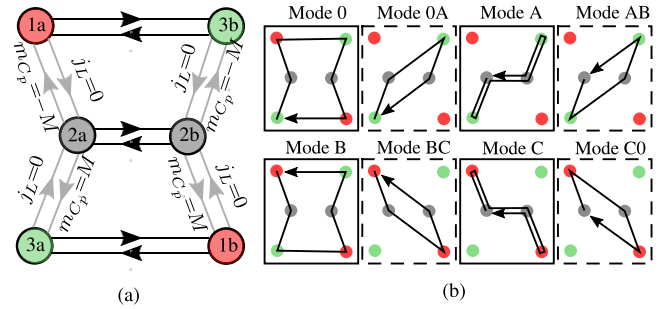 1a
3b
m_{C_p}=−M
j_L=0
j_L=0
m_{C_p}=−M
2a
2b
j_L=0
m_{C_p}=M
m_{C_p}=M
j_L=0
3a
1b
(a)
Mode 0
Mode 0A
Mode A
Mode AB
Mode B
Mode BC
Mode C
Mode C0
(b)